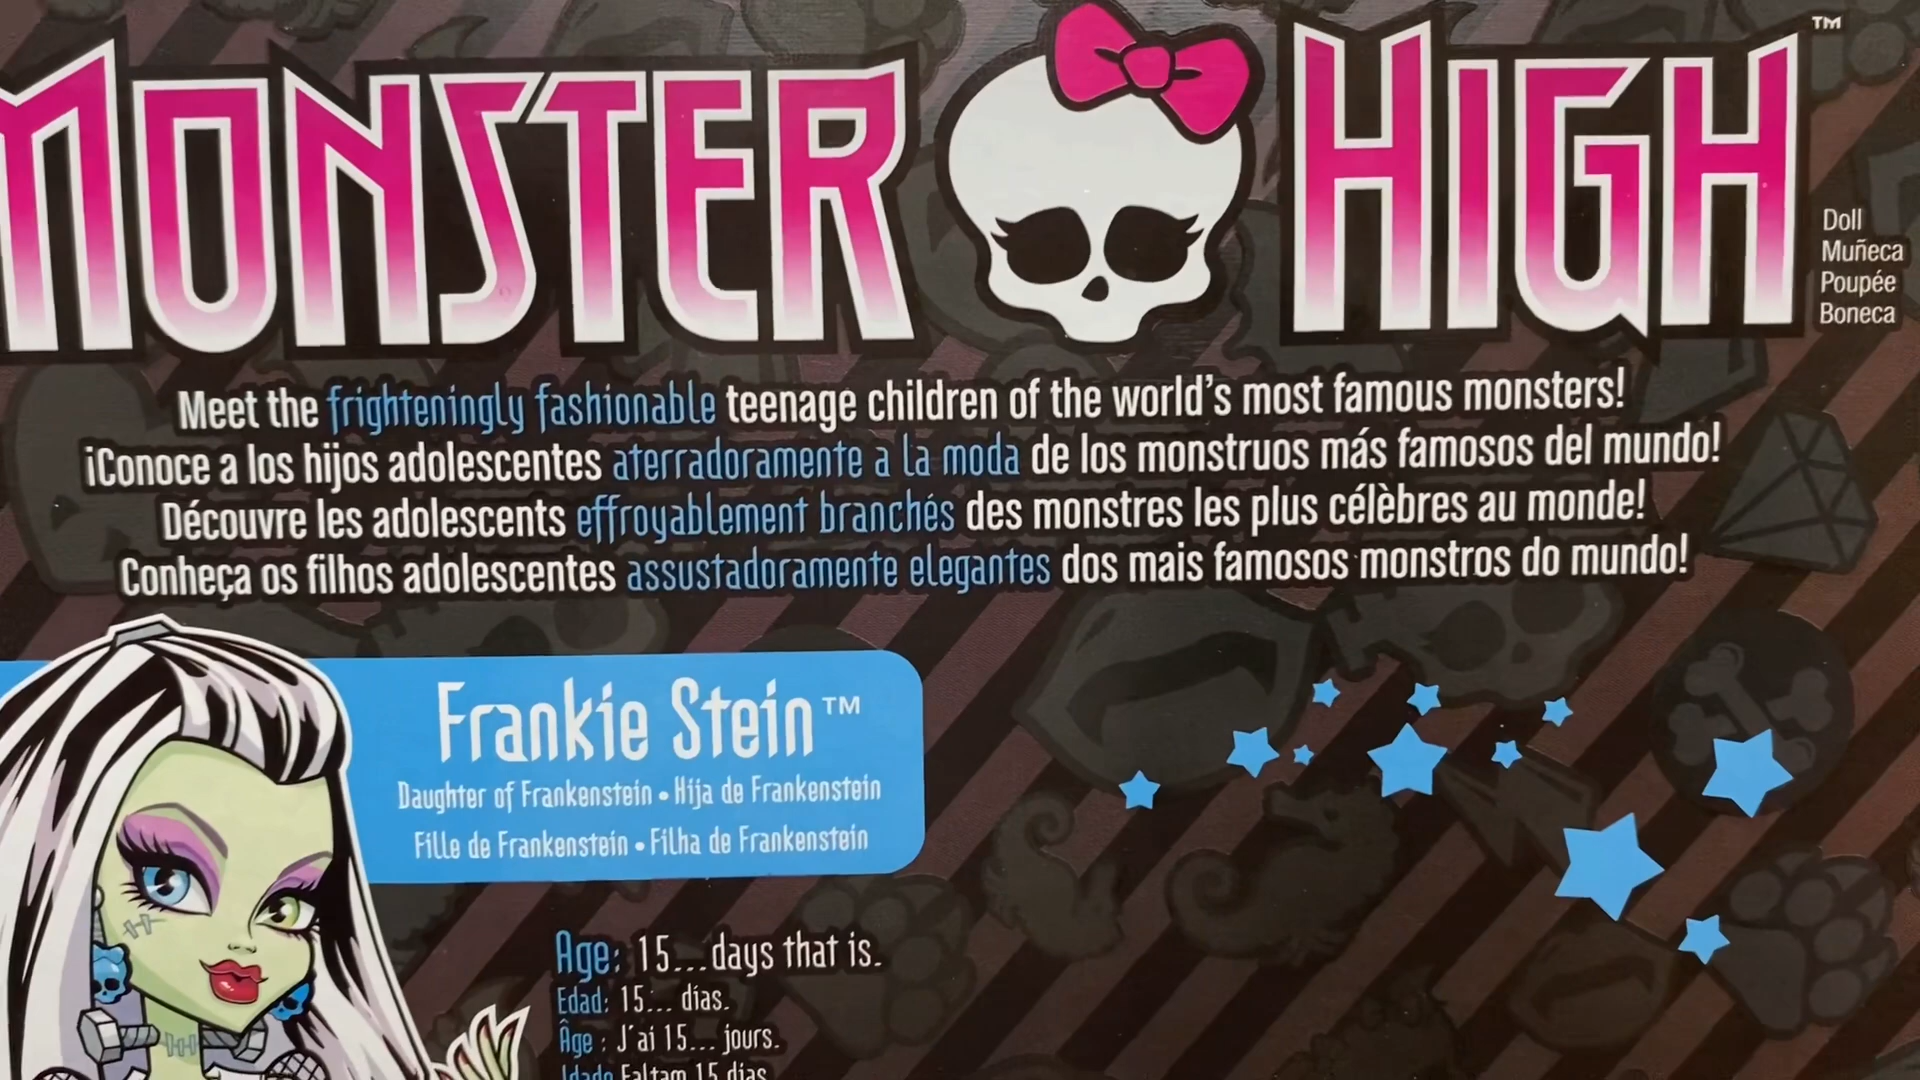 MONSTER HIGH™
Doll
Muñeca
Poupée
Boneca
Meet the frighteningly fashionable teenage children of the world's most famous monsters!
¡Conoce a los hijos adolescentes aterradoramente a la moda de los monstruos más famosos del mundo!
Découvre les adolescents effroyablement branchés des monstres les plus célèbres au monde!
Conheça os filhos adolescentes assustadoramente elegantes dos mais famosos monstros do mundo!
Frankie Stein™
Daughter of Frankenstein • Hija de Frankenstein
Fille de Frankenstein • Filha de Frankenstein
Age: 15... days that is.
Edad: 15... días.
Âge : J'ai 15... jours.
Idade Faltam 15 dias